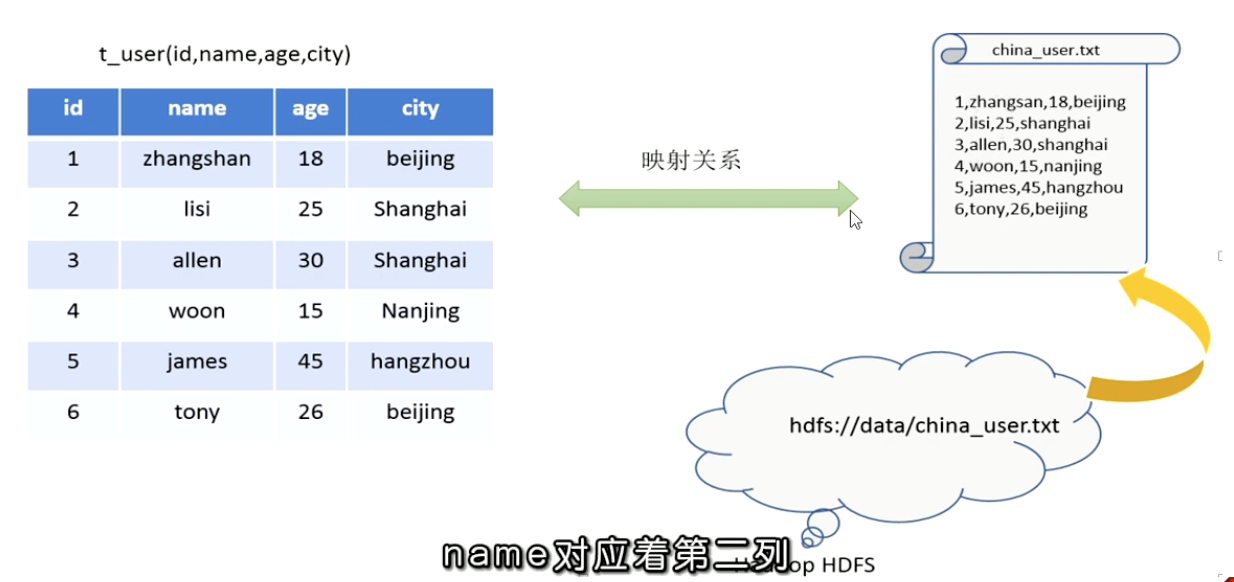 t_user(id,name,age,city)
id name age city
1 zhangshan 18 beijing
2 lisi 25 Shanghai
3 allen 30 Shanghai
4 woon 15 Nanjing
5 james 45 hangzhou
6 tony 26 beijing
映射关系
china_user.txt
1,zhangsan,18,beijing
2,lisi,25,shanghai
3,allen,30,shanghai
4,woon,15,nanjing
5,james,45,hangzhou
6,tony,26,beijing
hdfs://data/china_user.txt
HDFS
name对应着第二列